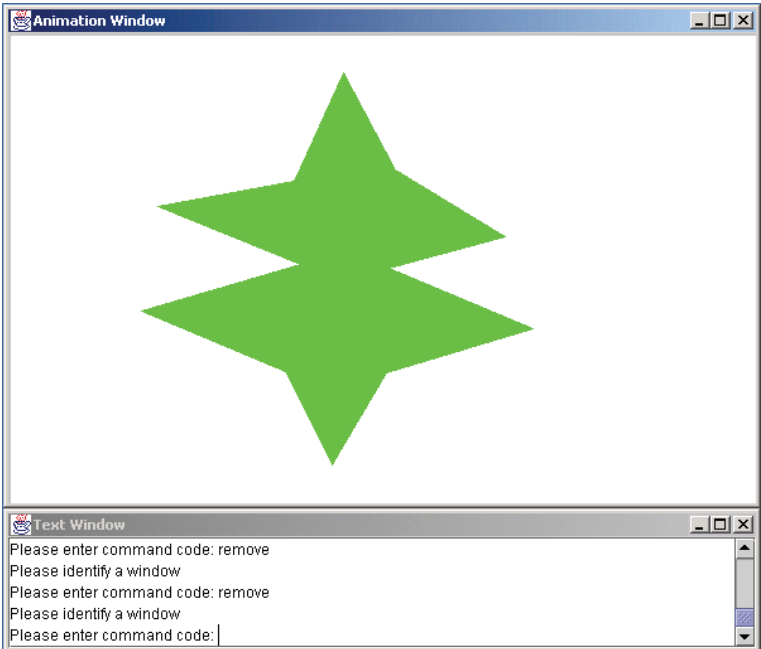 Animation Window
Text Window
Please enter command code: remove
Please identify a window
Please enter command code: remove
Please identify a window
Please enter command code: